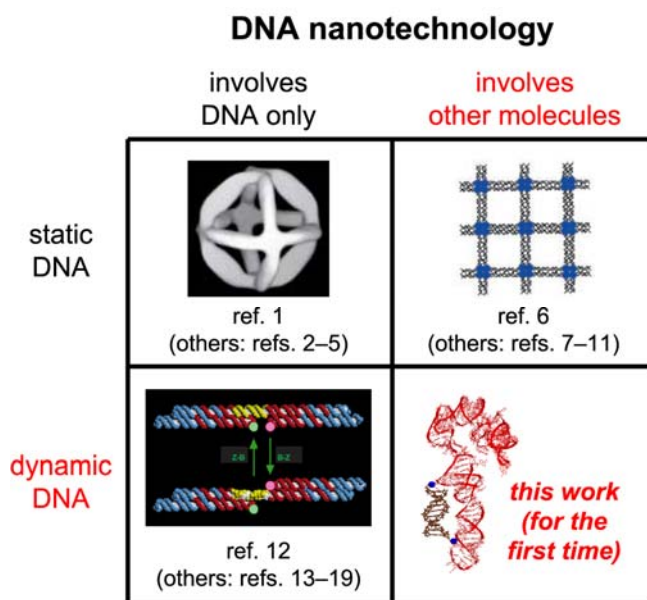 DNA nanotechnology
involves
DNA only
involves
other molecules
static
DNA
ref. 1
(others: refs. 2–5)
ref. 6
(others: refs. 7–11)
dynamic
DNA
Z-B
B-Z
ref. 12
(others: refs. 13–19)
this work
(for the
first time)